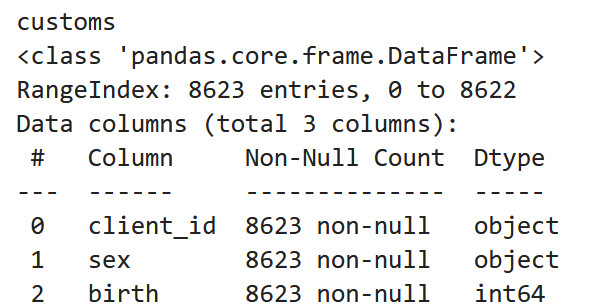 customs
<class 'pandas.core.frame.DataFrame'>
RangeIndex: 8623 entries, 0 to 8622
Data columns (total 3 columns):
 #   Column     Non-Null Count  Dtype
---  ------     --------------  -----
 0   client_id  8623 non-null   object
 1   sex        8623 non-null   object
 2   birth      8623 non-null   int64